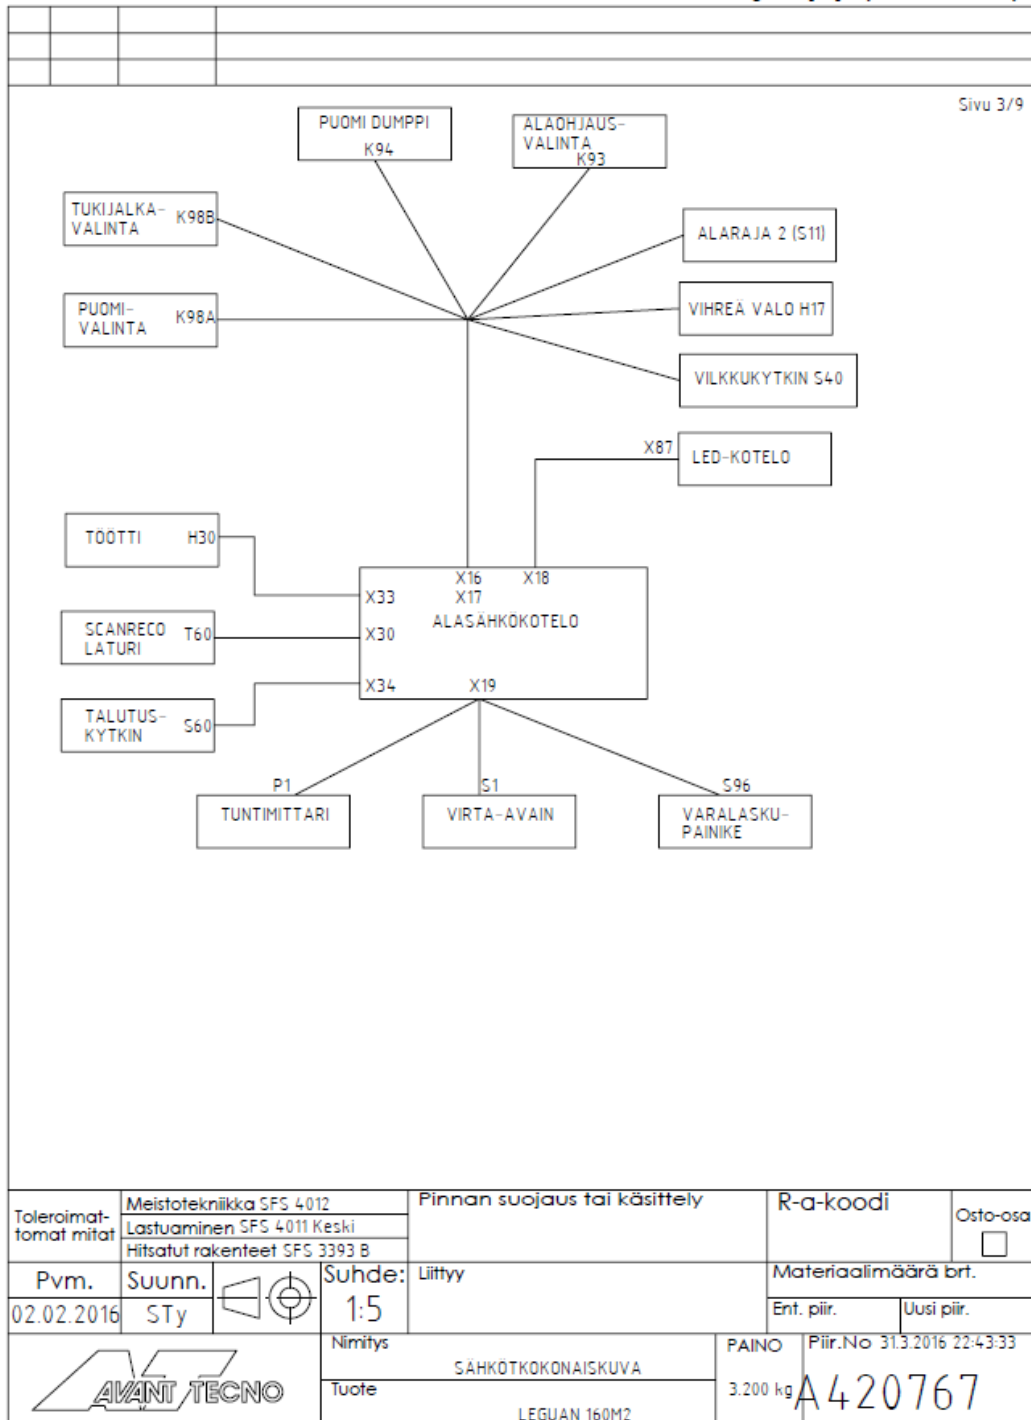 Sivu 3/9
PUOMI DUMPPI
K94
ALAOHJAUS-
VALINTA
K93
TUKIJALKA-
VALINTA
K98B
ALARAJA 2 (S11)
PUOMI-
VALINTA
K98A
VIHREÄ VALO H17
VILKKUKYTKIN S40
X87
LED-KOTELO
TÖÖTTI H30
X16 X18
X33 X17
ALASÄHKÖKOTELO
SCANRECO
LATURI
T60
X30
X34 X19
TALUTUS-
KYTKIN
S60
P1 S1 S96
TUNTIMITTARI
VIRTA-AVAIN
VARALASKU-
PAINIKE
Toleroimat-
tomat mitat
Meistotekniikka SFS 4012
Lastuaminen SFS 4011 Keski
Hitsatut rakenteet SFS 3393 B
Pinnan suojaus tai käsittely
R-a-koodi
Osto-osa
Pvm.
02.02.2016
Suunn.
STy
Suhde:
1:5
Liittyy
Materiaalimäärä brt.
Ent. piir.
Uusi piir.
AVANT TECNO
Nimitys
SÄHKÖTKOKONAISKUVA
Tuote
LEGUAN 160M2
PAINO
3.200 kg
Piir.No 31.3.2016 22:43:33
A420767